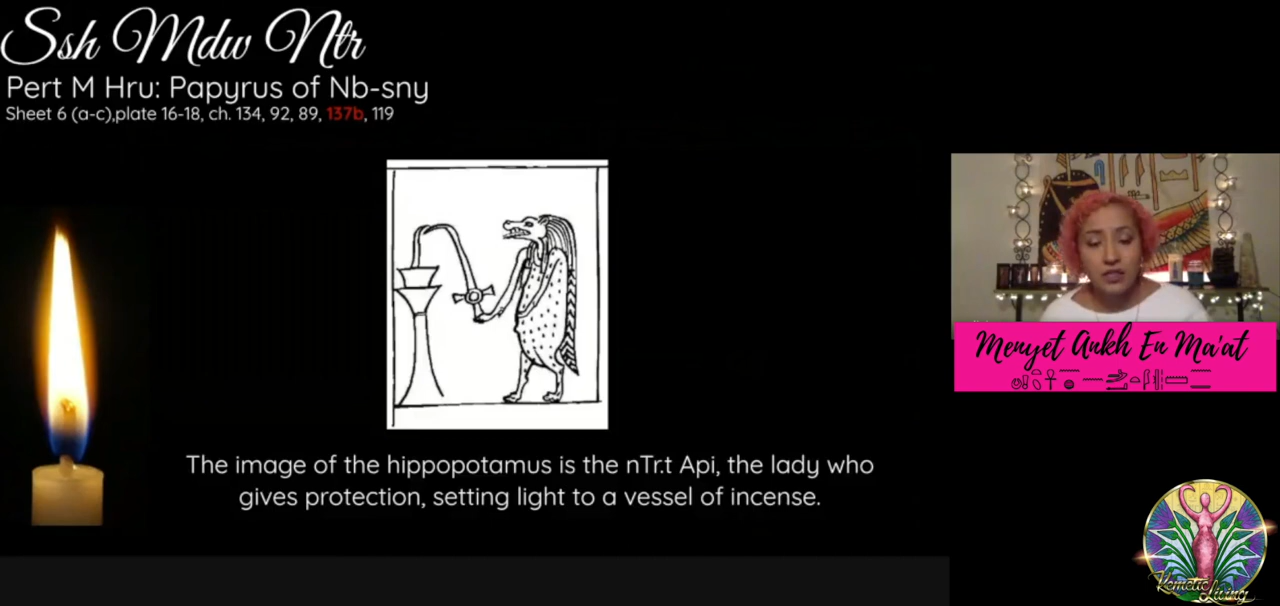 Ssh Mdw Ntr
Pert M Hru: Papyrus of Nb-sny
Sheet 6 (a-c),plate 16-18, ch. 134, 92, 89, 137b, 119
The image of the hippopotamus is the nTr.t Api, the lady who
gives protection, setting light to a vessel of incense.
Menyet Ankh En Ma'at
Kemetic Living